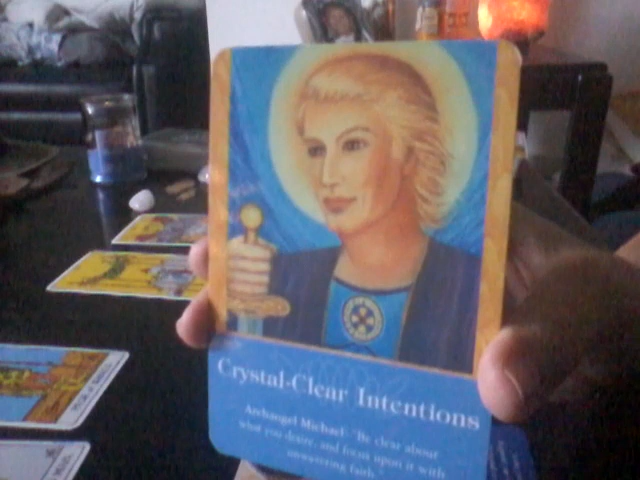 Crystal-Clear Intentions
Archangel Michael: "Be clear about
what you desire, and focus upon it with
unwavering faith."